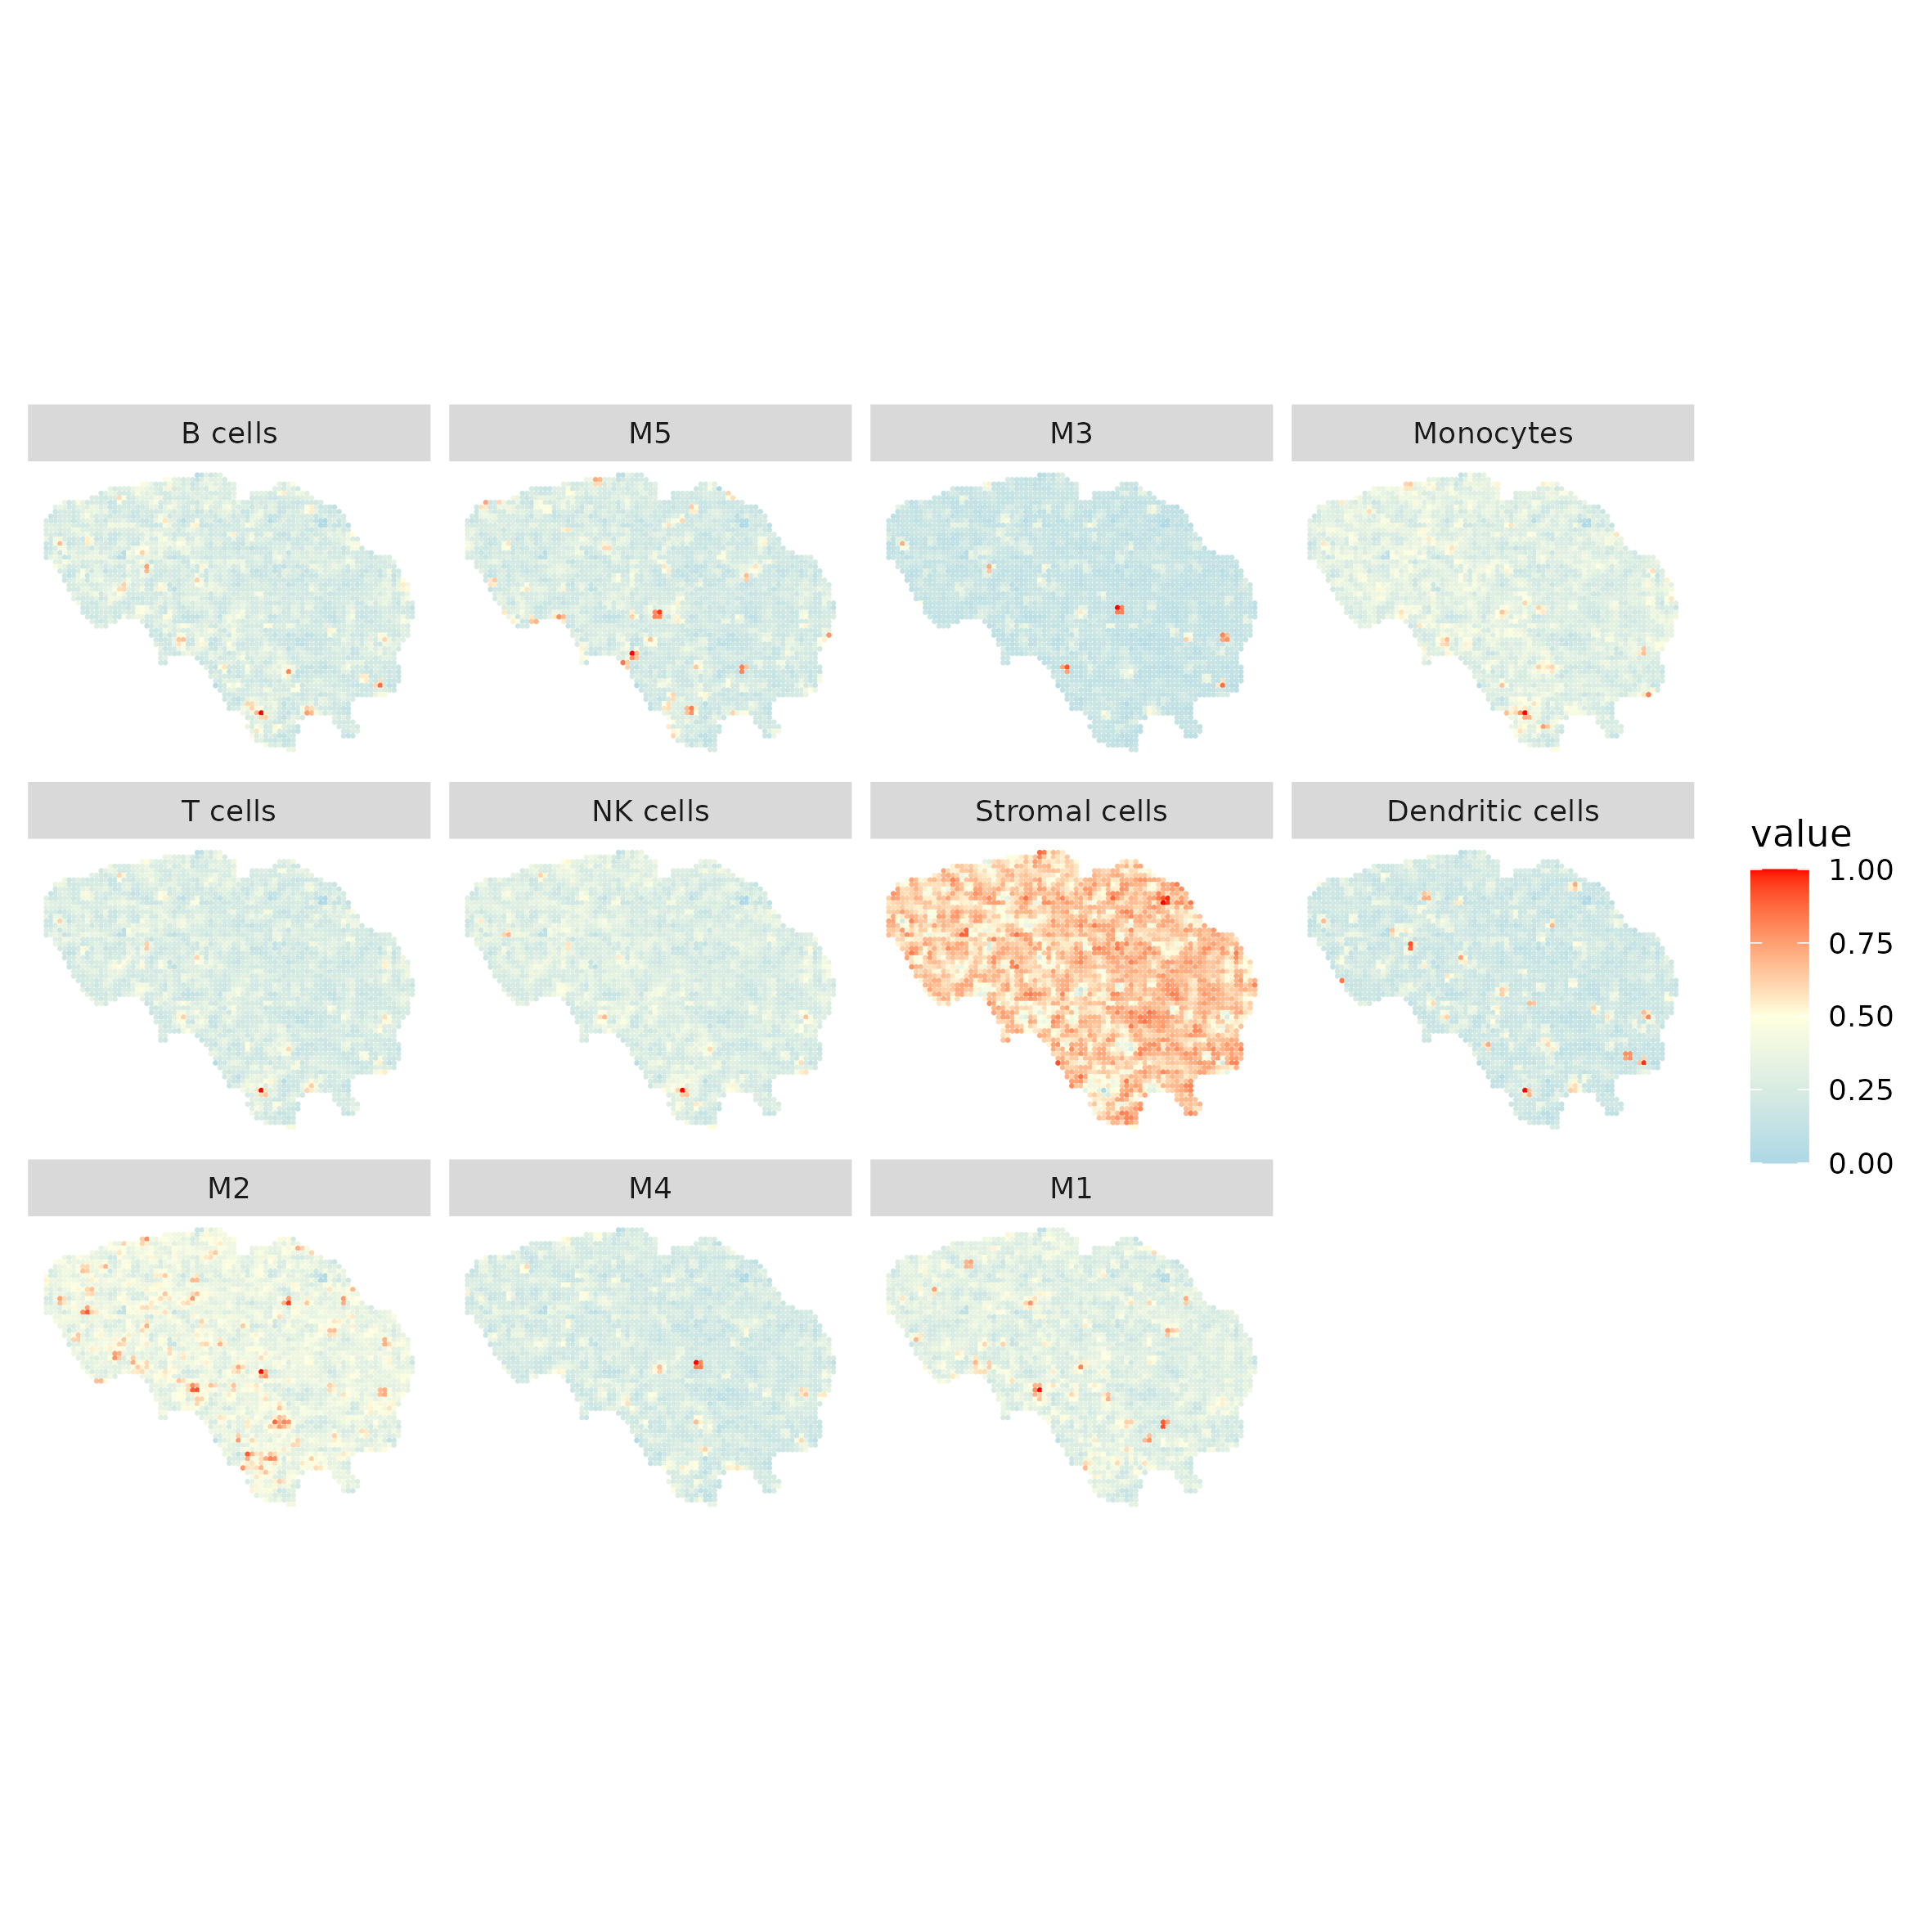 B cells
M5
M3
Monocytes
T cells
NK cells
Stromal cells
Dendritic cells
M2
M4
M1
value
1.00
0.75
0.50
0.25
0.00